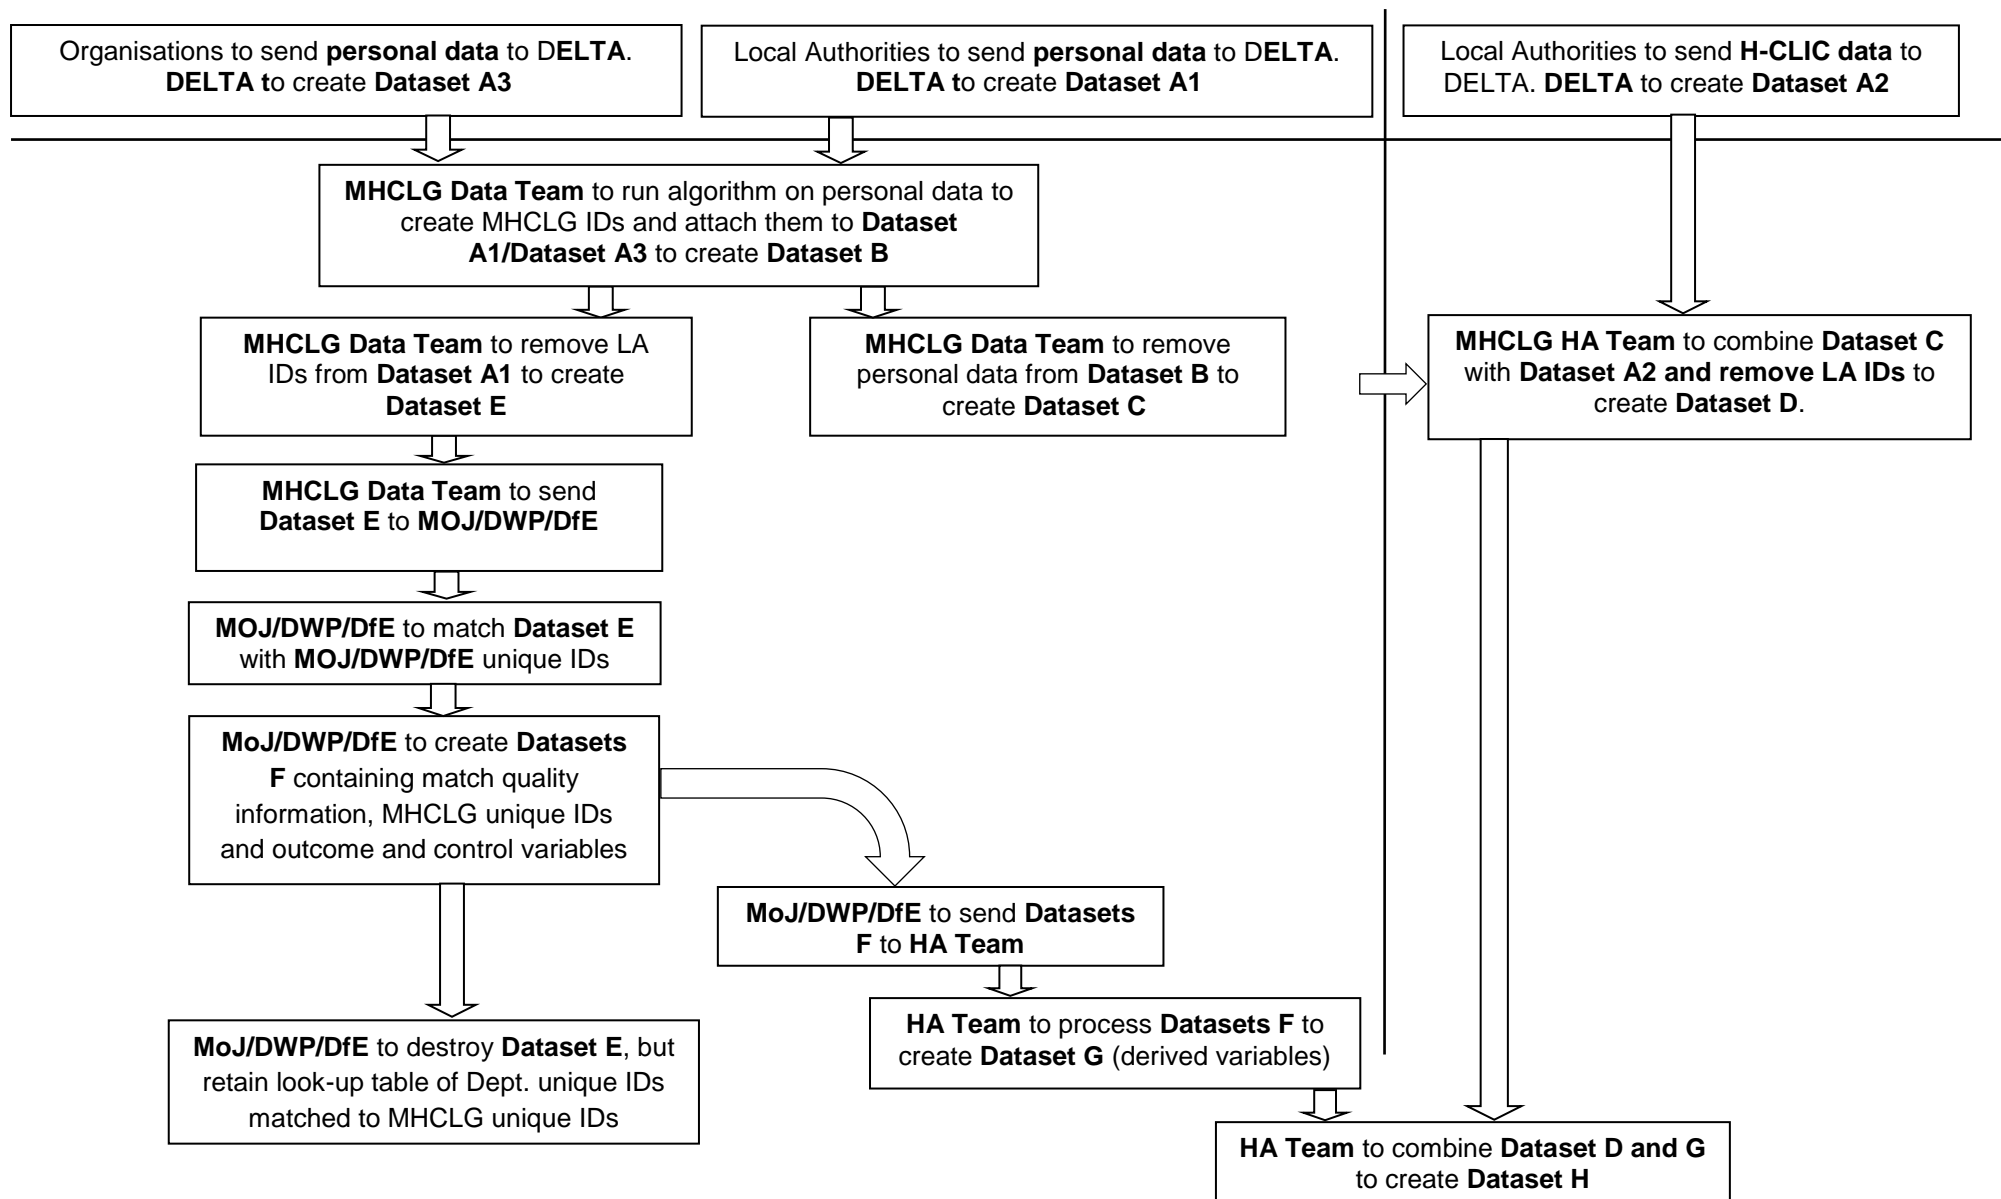 Organisations to send personal data to DELTA.
DELTA to create Dataset A3
Local Authorities to send personal data to DELTA.
DELTA to create Dataset A1
Local Authorities to send H-CLIC data to
DELTA. DELTA to create Dataset A2
MHCLG Data Team to run algorithm on personal data to
create MHCLG IDs and attach them to Dataset
A1/Dataset A3 to create Dataset B
MHCLG Data Team to remove LA
IDs from Dataset A1 to create
Dataset E
MHCLG Data Team to remove
personal data from Dataset B to
create Dataset C
MHCLG HA Team to combine Dataset C
with Dataset A2 and remove LA IDs to
create Dataset D.
MHCLG Data Team to send
Dataset E to MOJ/DWP/DfE
MOJ/DWP/DfE to match Dataset E
with MOJ/DWP/DfE unique IDs
MoJ/DWP/DfE to create Datasets
F containing match quality
information, MHCLG unique IDs
and outcome and control variables
MoJ/DWP/DfE to send Datasets
F to HA Team
HA Team to process Datasets F to
create Dataset G (derived variables)
MoJ/DWP/DfE to destroy Dataset E, but
retain look-up table of Dept. unique IDs
matched to MHCLG unique IDs
HA Team to combine Dataset D and G
to create Dataset H